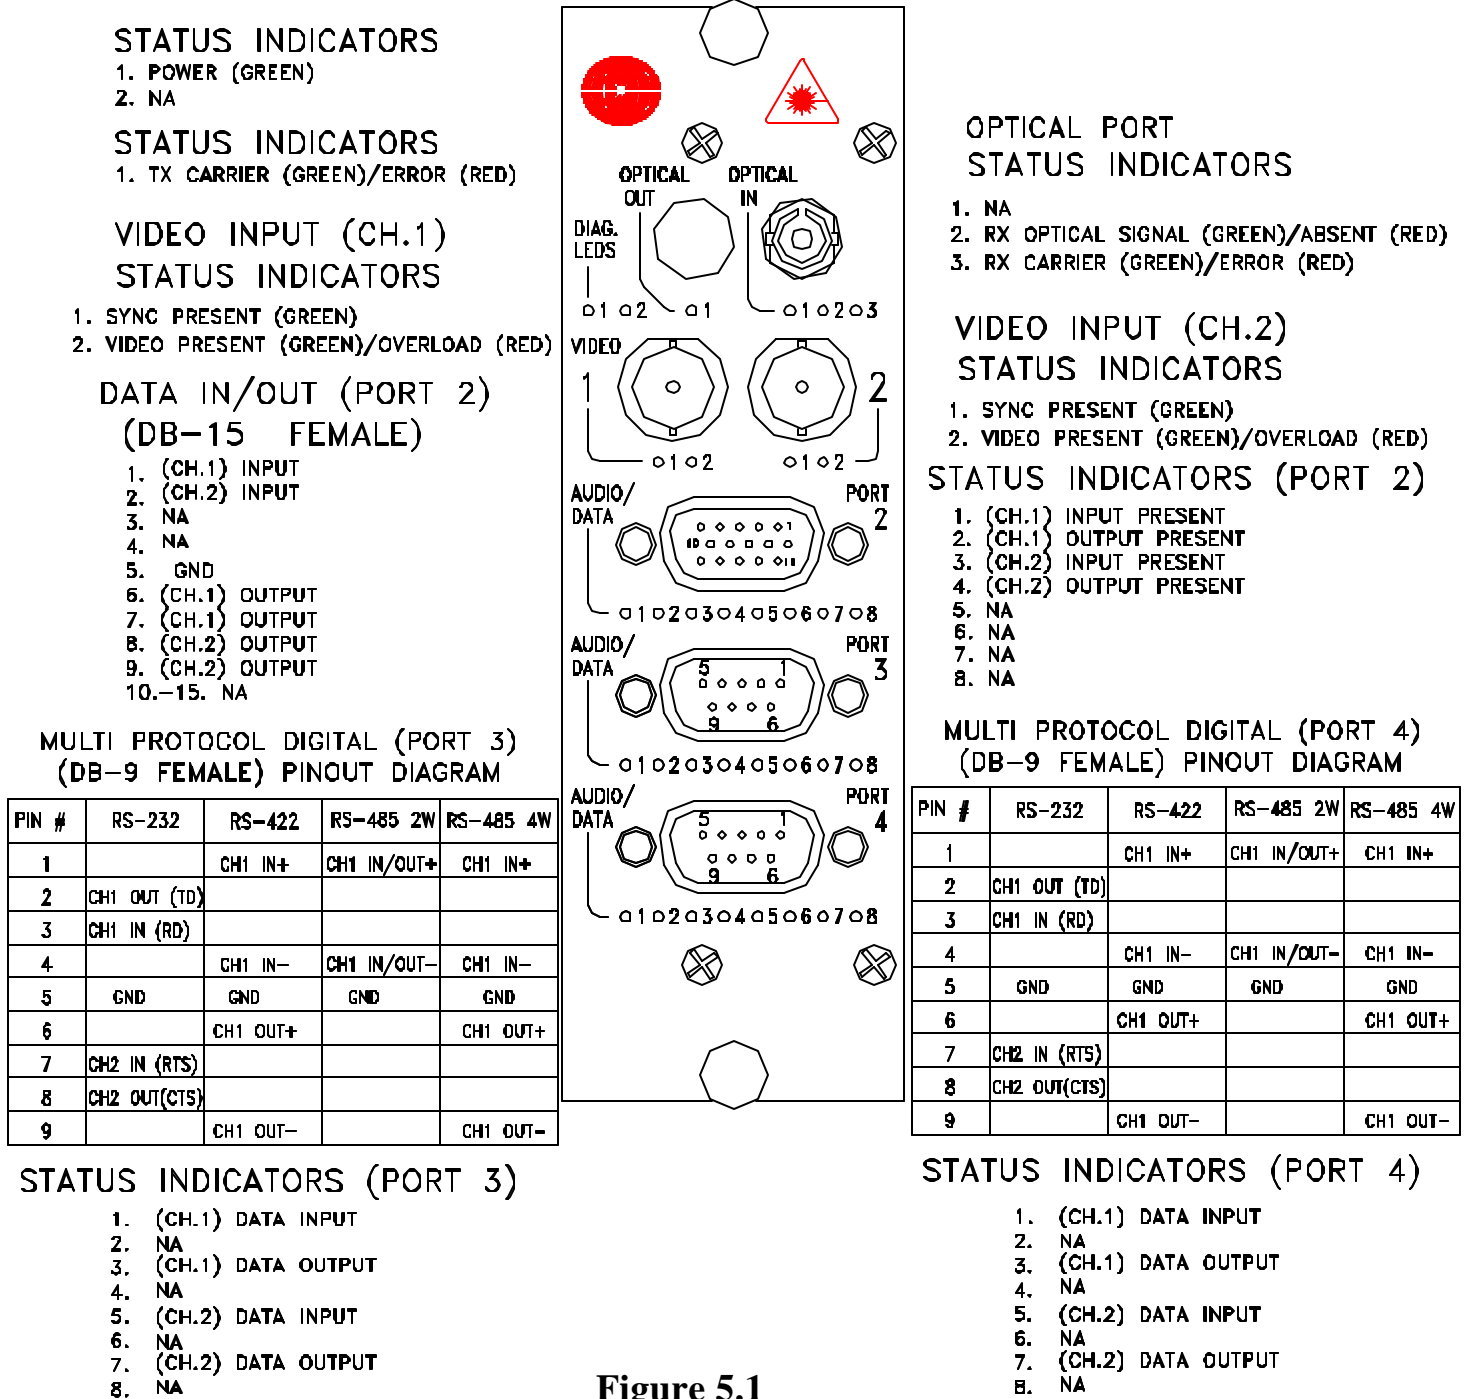 STATUS INDICATORS
1. POWER (GREEN)
2. NA
STATUS INDICATORS
1. TX CARRIER (GREEN)/ERROR (RED)
VIDEO INPUT (CH.1)
STATUS INDICATORS
1. SYNC PRESENT (GREEN)
2. VIDEO PRESENT (GREEN)/OVERLOAD (RED)
DATA IN/OUT (PORT 2)
(DB-15 FEMALE)
1. (CH.1) INPUT
2. (CH.2) INPUT
3. NA
4. NA
5. GND
6. (CH.1) OUTPUT
7. (CH.1) OUTPUT
8. (CH.2) OUTPUT
9. (CH.2) OUTPUT
10.-15. NA
MULTI PROTOCOL DIGITAL (PORT 3)
(DB-9 FEMALE) PINOUT DIAGRAM
PIN # RS-232 RS-422 RS-485 2W RS-485 4W
1 CH1 IN+ CH1 IN/OUT+ CH1 IN+
2 CH1 OUT (TD)
3 CH1 IN (RD)
4 CH1 IN- CH1 IN/OUT- CH1 IN-
5 GND GND GND GND
6 CH1 OUT+ CH1 OUT+
7 CH2 IN (RTS)
8 CH2 OUT(CTS)
9 CH1 OUT- CH1 OUT-
STATUS INDICATORS (PORT 3)
1. (CH.1) DATA INPUT
2. NA
3. (CH.1) DATA OUTPUT
4. NA
5. (CH.2) DATA INPUT
6. NA
7. (CH.2) DATA OUTPUT
8. NA
OPTICAL OUT
OPTICAL IN
DIAG. LEDS
1 2 1 1 2 3
VIDEO
1 2
1 2 1 2
AUDIO/ PORT
DATA 2
1
10
1 2 3 4 5 6 7 8
AUDIO/ PORT
DATA 5 1 3
9 6
1 2 3 4 5 6 7 8
AUDIO/ PORT
DATA 5 1 4
9 6
1 2 3 4 5 6 7 8
OPTICAL PORT
STATUS INDICATORS
1. NA
2. RX OPTICAL SIGNAL (GREEN)/ABSENT (RED)
3. RX CARRIER (GREEN)/ERROR (RED)
VIDEO INPUT (CH.2)
STATUS INDICATORS
1. SYNC PRESENT (GREEN)
2. VIDEO PRESENT (GREEN)/OVERLOAD (RED)
STATUS INDICATORS (PORT 2)
1. (CH.1) INPUT PRESENT
2. (CH.1) OUTPUT PRESENT
3. (CH.2) INPUT PRESENT
4. (CH.2) OUTPUT PRESENT
5. NA
6. NA
7. NA
8. NA
MULTI PROTOCOL DIGITAL (PORT 4)
(DB-9 FEMALE) PINOUT DIAGRAM
PIN # RS-232 RS-422 RS-485 2W RS-485 4W
1 CH1 IN+ CH1 IN/OUT+ CH1 IN+
2 CH1 OUT (TD)
3 CH1 IN (RD)
4 CH1 IN- CH1 IN/OUT- CH1 IN-
5 GND GND GND GND
6 CH1 OUT+ CH1 OUT+
7 CH2 IN (RTS)
8 CH2 OUT(CTS)
9 CH1 OUT- CH1 OUT-
STATUS INDICATORS (PORT 4)
1. (CH.1) DATA INPUT
2. NA
3. (CH.1) DATA OUTPUT
4. NA
5. (CH.2) DATA INPUT
6. NA
7. (CH.2) DATA OUTPUT
8. NA
Figure 5.1